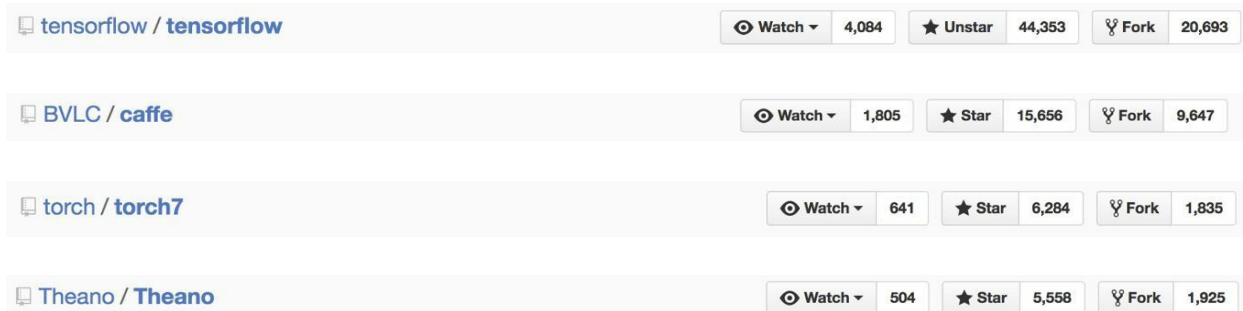 tensorflow / tensorflow Watch 4,084 Unstar 44,353 Fork 20,693
BVLC / caffe Watch 1,805 Star 15,656 Fork 9,647
torch / torch7 Watch 641 Star 6,284 Fork 1,835
Theano / Theano Watch 504 Star 5,558 Fork 1,925